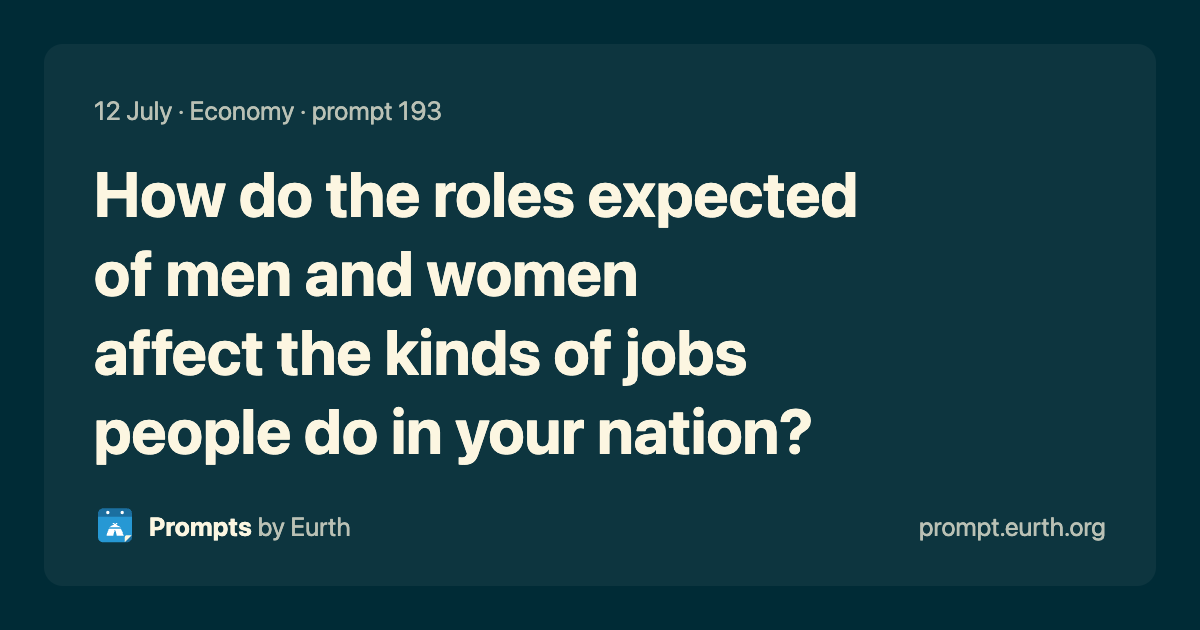 12 July · Economy · prompt 193
How do the roles expected
of men and women
affect the kinds of jobs
people do in your nation?
Prompts by Eurth
prompt.eurth.org